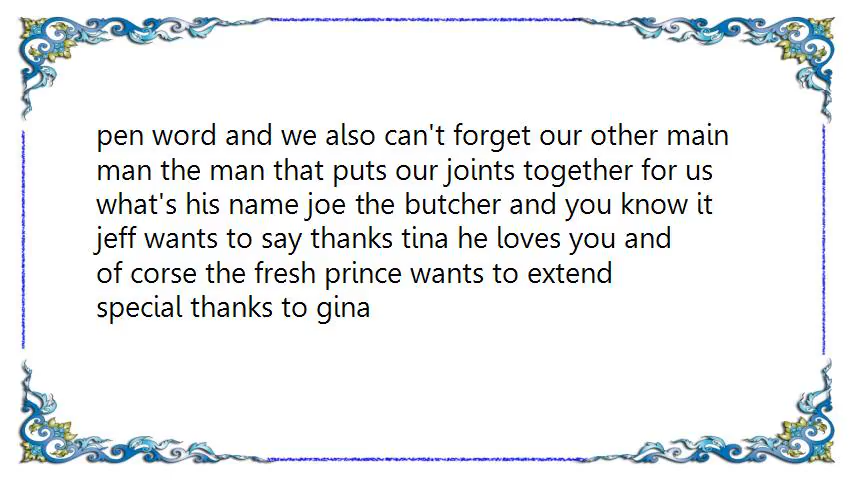 pen word and we also can't forget our other main
man the man that puts our joints together for us
what's his name joe the butcher and you know it
jeff wants to say thanks tina he loves you and
of corse the fresh prince wants to extend
special thanks to gina